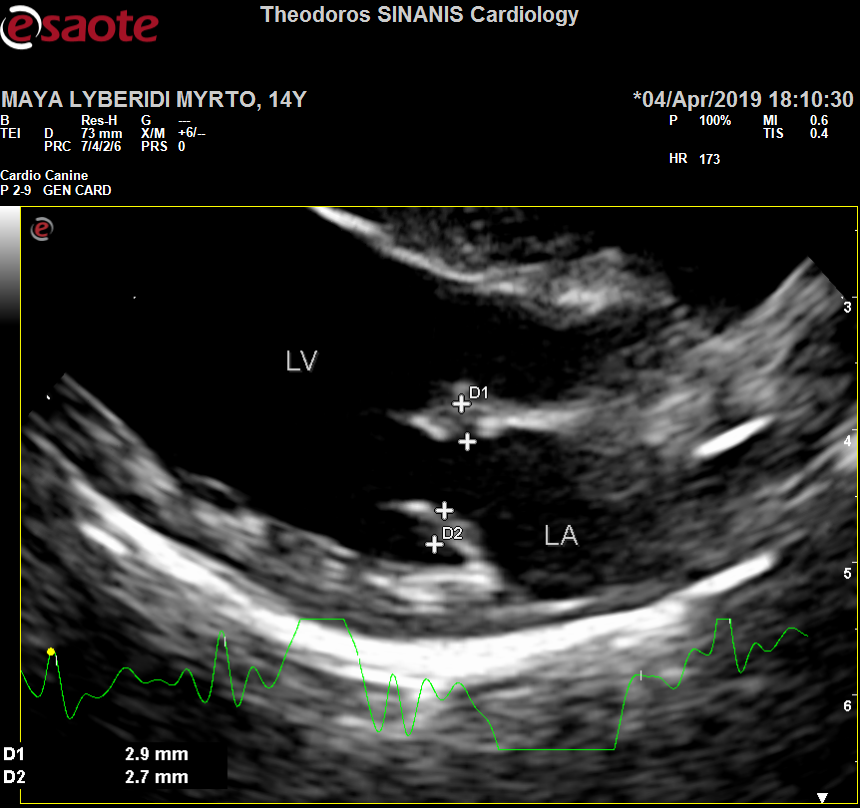 esaote
Theodoros SINANIS Cardiology
MAYA LYBERIDI MYRTO, 14Y
*04/Apr/2019 18:10:30
B Res-H G ---
TEI D 73 mm X/M +6/--
PRC 7/4/2/6 PRS 0
P 100% MI 0.6
TIS 0.4
HR 173
Cardio Canine
P 2-9 GEN CARD
e
3
LV
D1
4
D2
LA
5
6
D1 2.9 mm
D2 2.7 mm